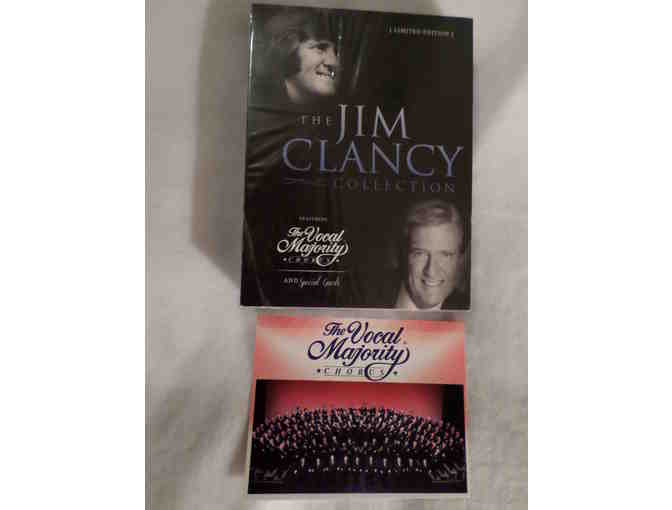 [ LIMITED EDITION ]
THE JIM
CLANCY
COLLECTION
FEATURING
The Vocal
Majority
★ CHORUS ★
AND Special Guests
The Vocal
Majority
★ CHORUS ★